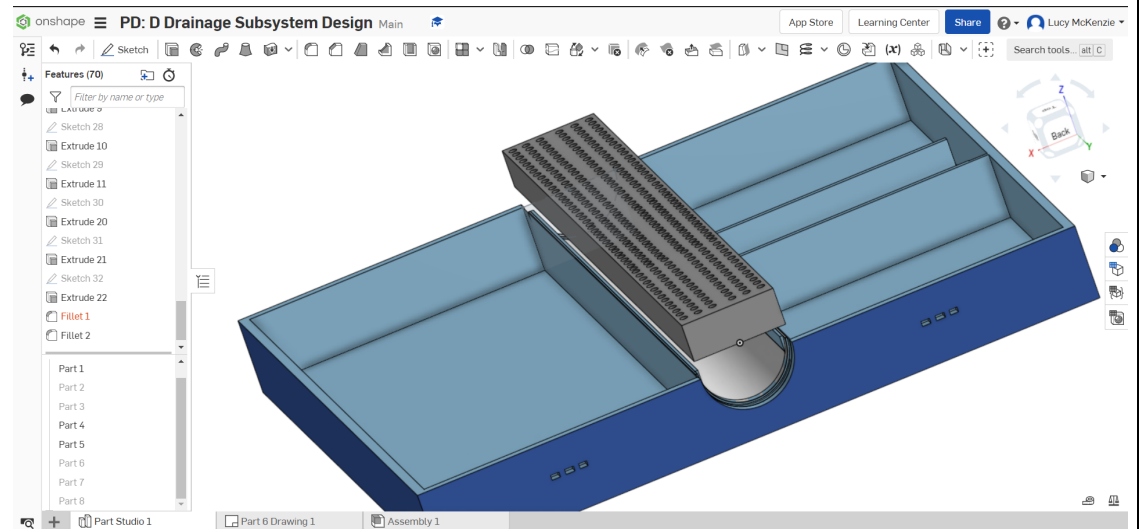 onshape PD: D Drainage Subsystem Design Main App Store Learning Center Share Lucy McKenzie
Sketch Search tools... alt C
Features (70)
Filter by name or type
Extrude 9
Sketch 28
Extrude 10
Sketch 29
Extrude 11
Sketch 30
Extrude 20
Sketch 31
Extrude 21
Sketch 32
Extrude 22
Fillet 1
Fillet 2
Part 1
Part 2
Part 3
Part 4
Part 5
Part 6
Part 7
Part 8
Z
Back
X
Y
Part Studio 1 Part 6 Drawing 1 Assembly 1